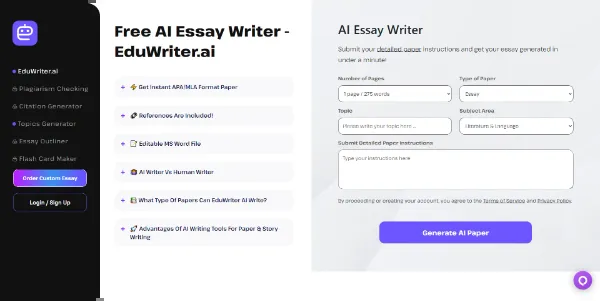 EduWriter.ai
Plagiarism Checking
Citation Generator
Topics Generator
Essay Outliner
Flash Card Maker
Order Custom Essay
Login / Sign Up
Free AI Essay Writer -
EduWriter.ai
+ Get Instant APA/MLA Format Paper
+ References Are Included!
+ Editable MS Word File
+ AI Writer Vs Human Writer
+ What Type Of Papers Can EduWriter AI Write?
+ Advantages Of AI Writing Tools For Paper & Story
Writing
AI Essay Writer
Submit your detailed paper instructions and get your essay generated in
under a minute!
Number of Pages
Type of Paper
1 page / 275 words
Essay
Topic
Subject Area
Please write your topic here ...
Literature & Language
Submit Detailed Paper Instructions
Type your instructions here
By proceeding or creating your account, you agree to the Terms of Service and Privacy Policy.
Generate AI Paper